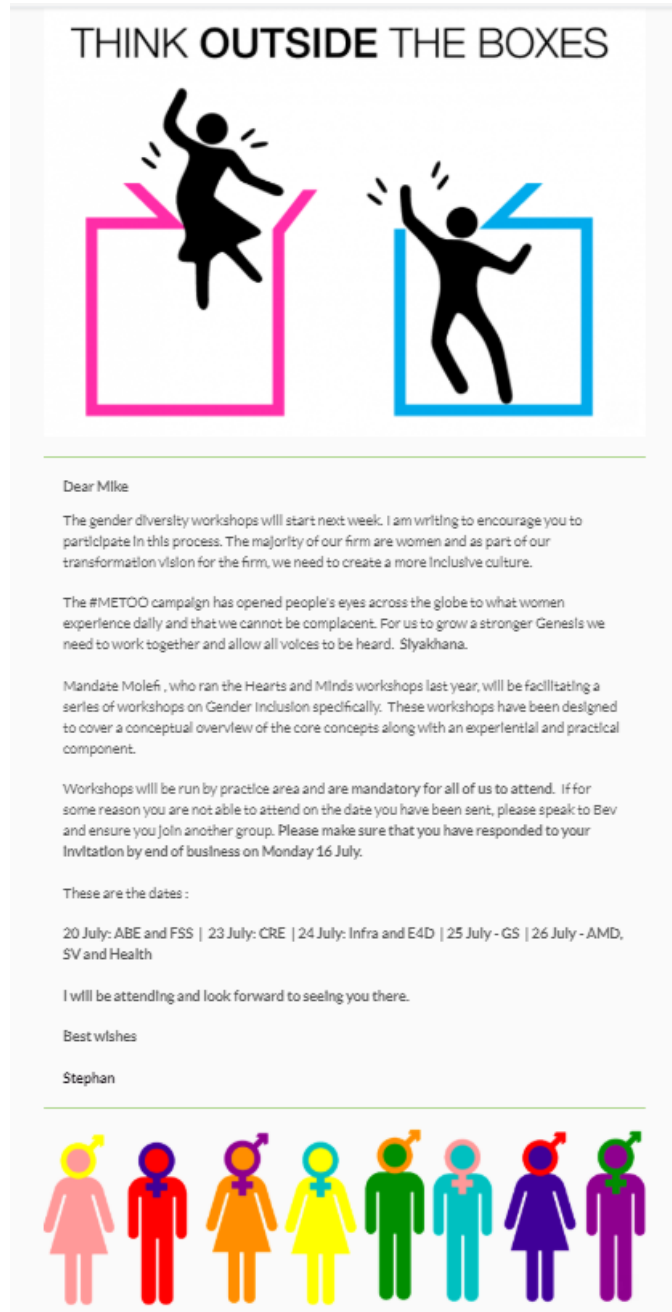 THINK OUTSIDE THE BOXES
Dear Mike
The gender diversity workshops will start next week. I am writing to encourage you to
participate in this process. The majority of our firm are women and as part of our
transformation vision for the firm, we need to create a more inclusive culture.
The #METOO campaign has opened people's eyes across the globe to what women
experience daily and that we cannot be complacent. For us to grow a stronger Genesis we
need to work together and allow all voices to be heard. Siyakhana.
Mandate Molefi , who ran the Hearts and Minds workshops last year, will be facilitating a
series of workshops on Gender Inclusion specifically. These workshops have been designed
to cover a conceptual overview of the core concepts along with an experiential and practical
component.
Workshops will be run by practice area and are mandatory for all of us to attend. If for
some reason you are not able to attend on the date you have been sent, please speak to Bev
and ensure you join another group. Please make sure that you have responded to your
invitation by end of business on Monday 16 July.
These are the dates :
20 July: ABE and FSS | 23 July: CRE | 24 July: Infra and E4D | 25 July - GS | 26 July - AMD,
SV and Health
I will be attending and look forward to seeing you there.
Best wishes
Stephan